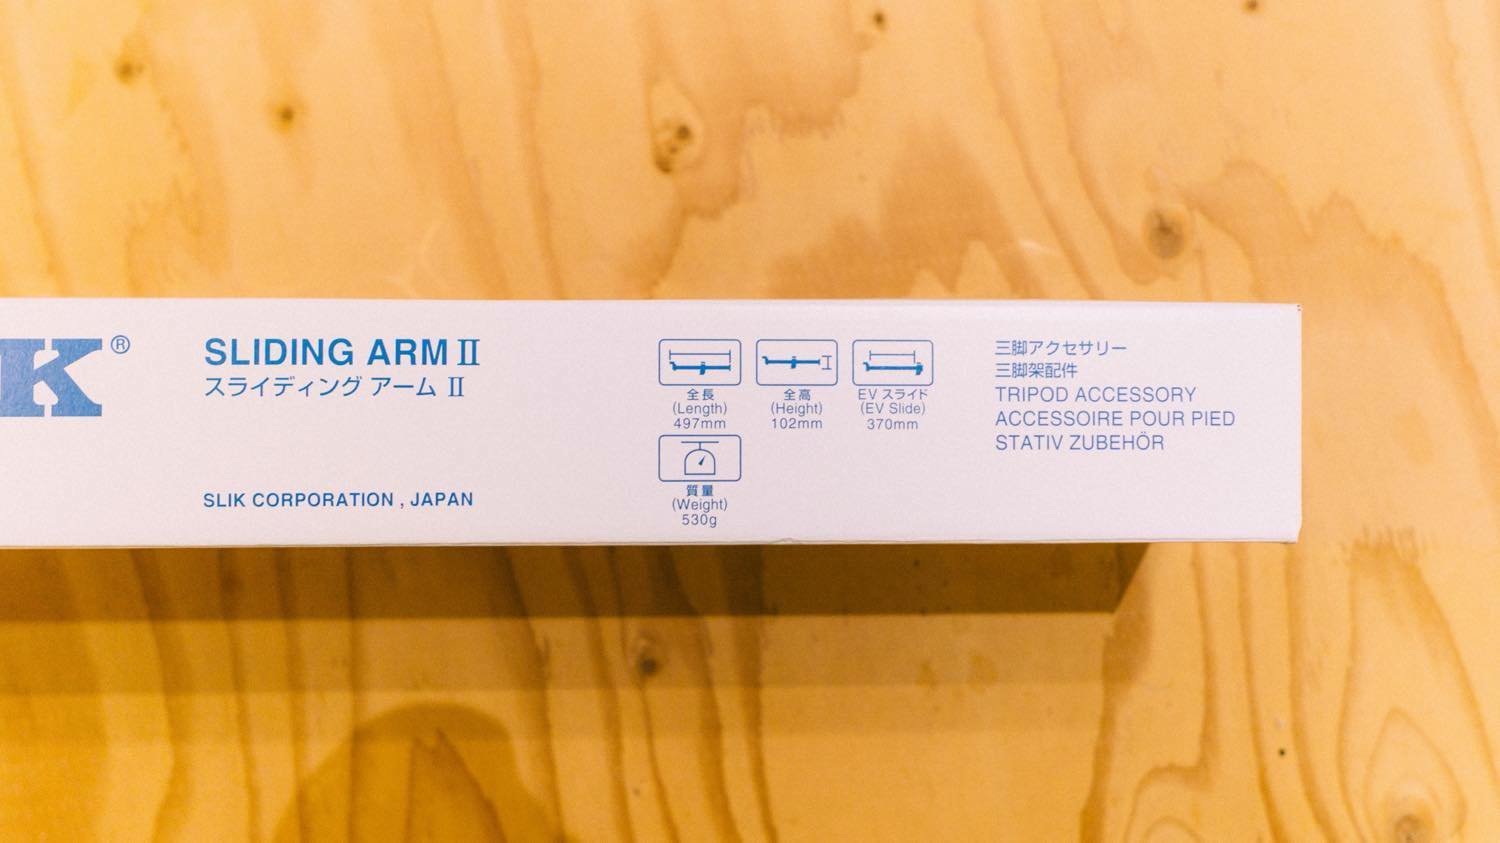 K®
SLIDING ARM II
スライディング アーム II
SLIK CORPORATION , JAPAN
全長
(Length)
497mm
全高
(Height)
102mm
EV スライド
(EV Slide)
370mm
質量
(Weight)
530g
三脚アクセサリー
三脚架配件
TRIPOD ACCESSORY
ACCESSOIRE POUR PIED
STATIV ZUBEHÖR